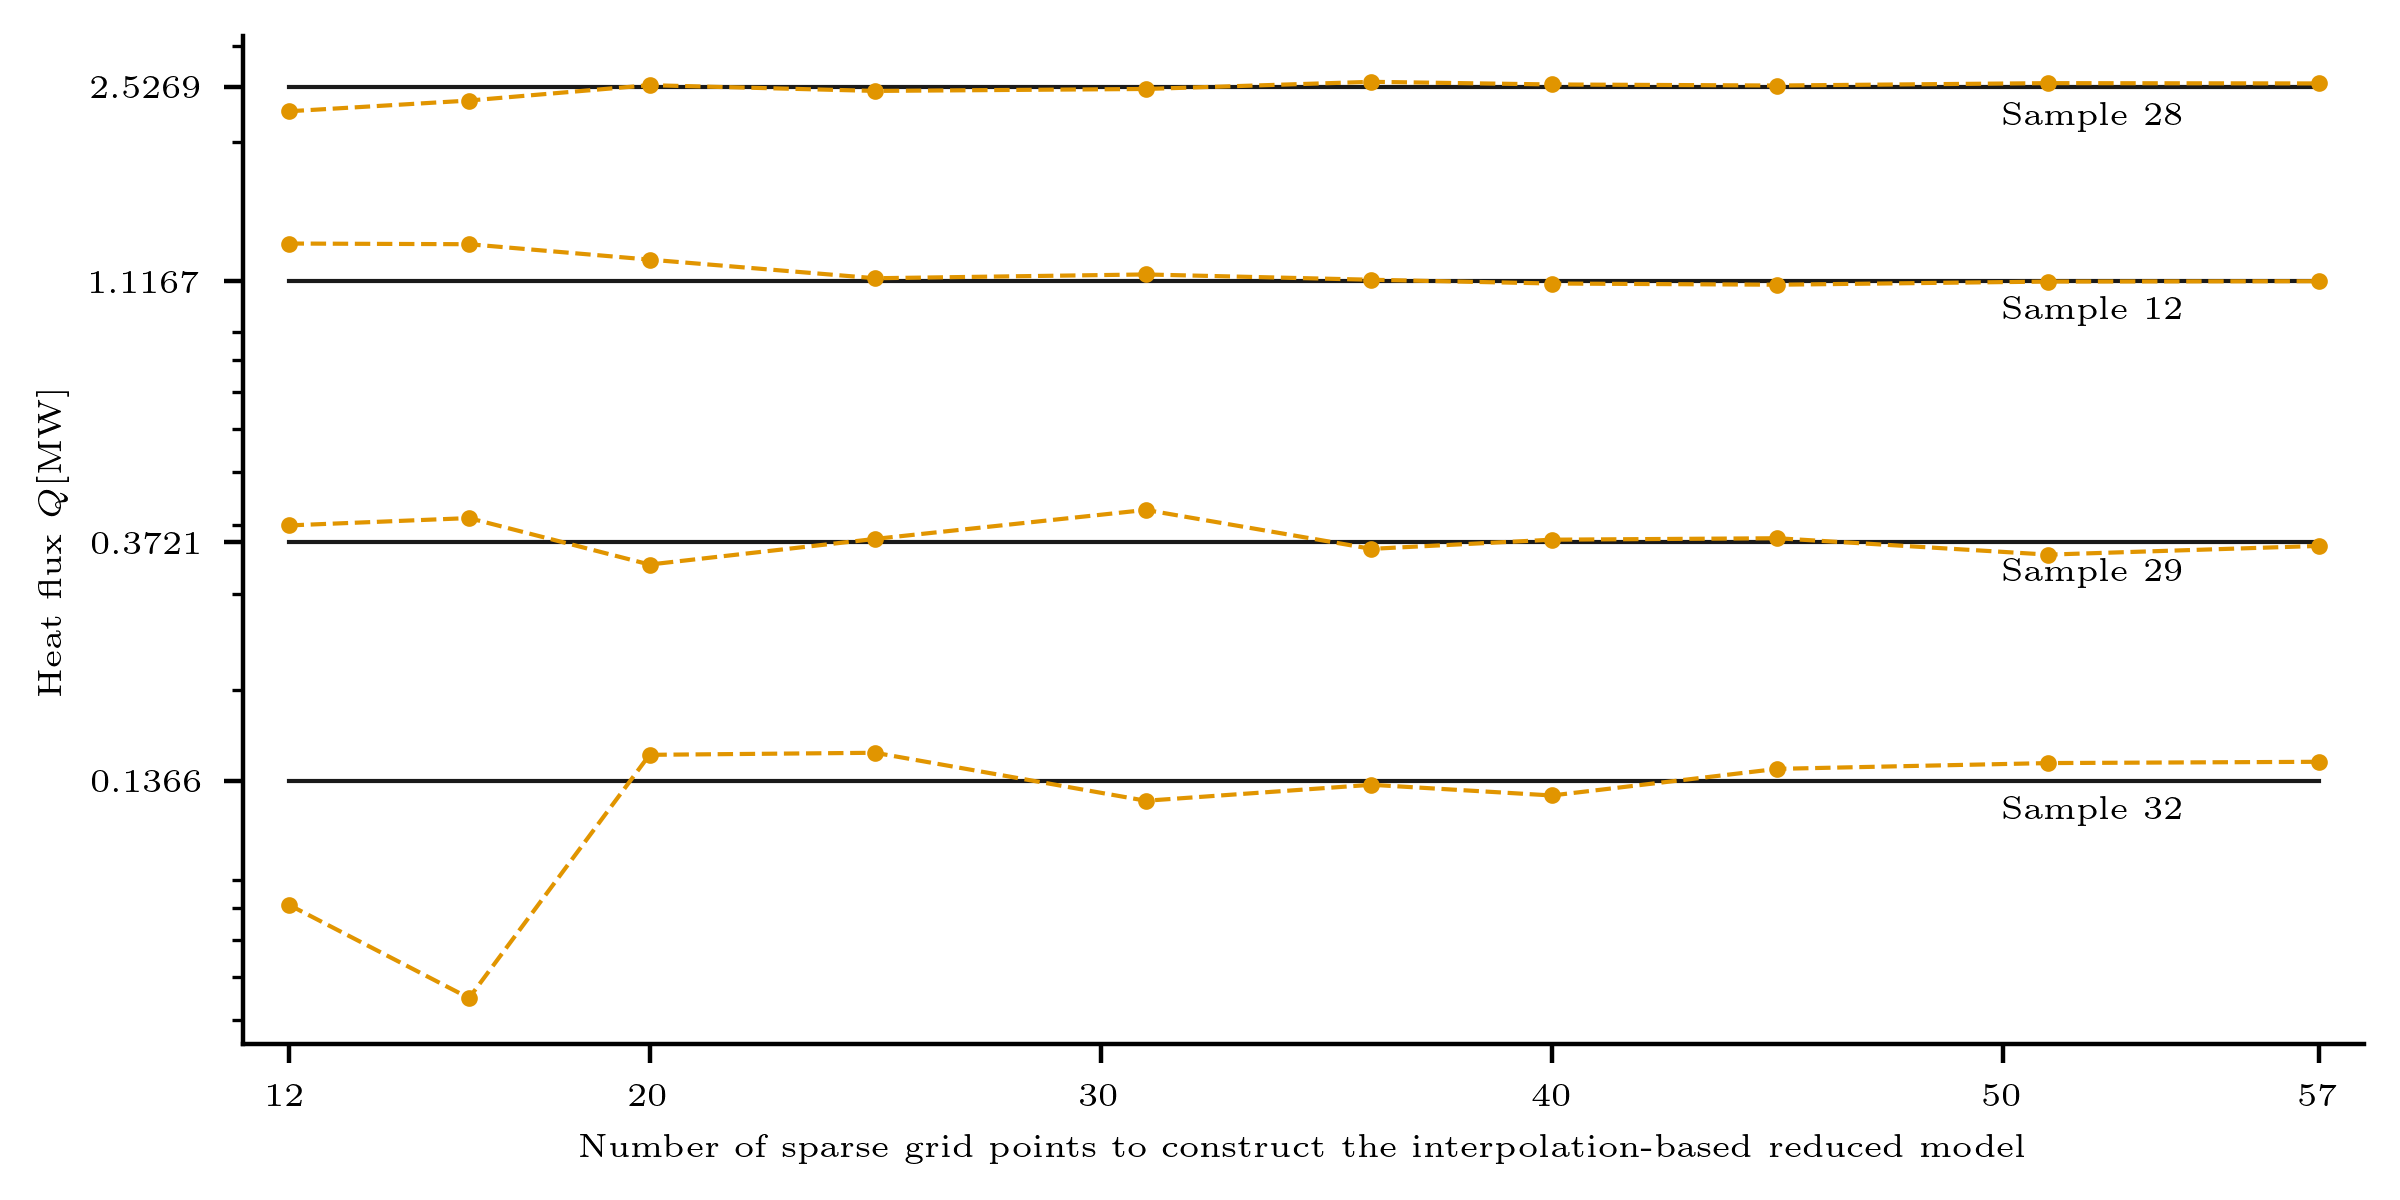 2.5269
Sample 28
1.1167
Sample 12
0.3721
Sample 29
0.1366
Sample 32
Heat flux Q[MW]
12 20 30 40 50 57
Number of sparse grid points to construct the interpolation-based reduced model